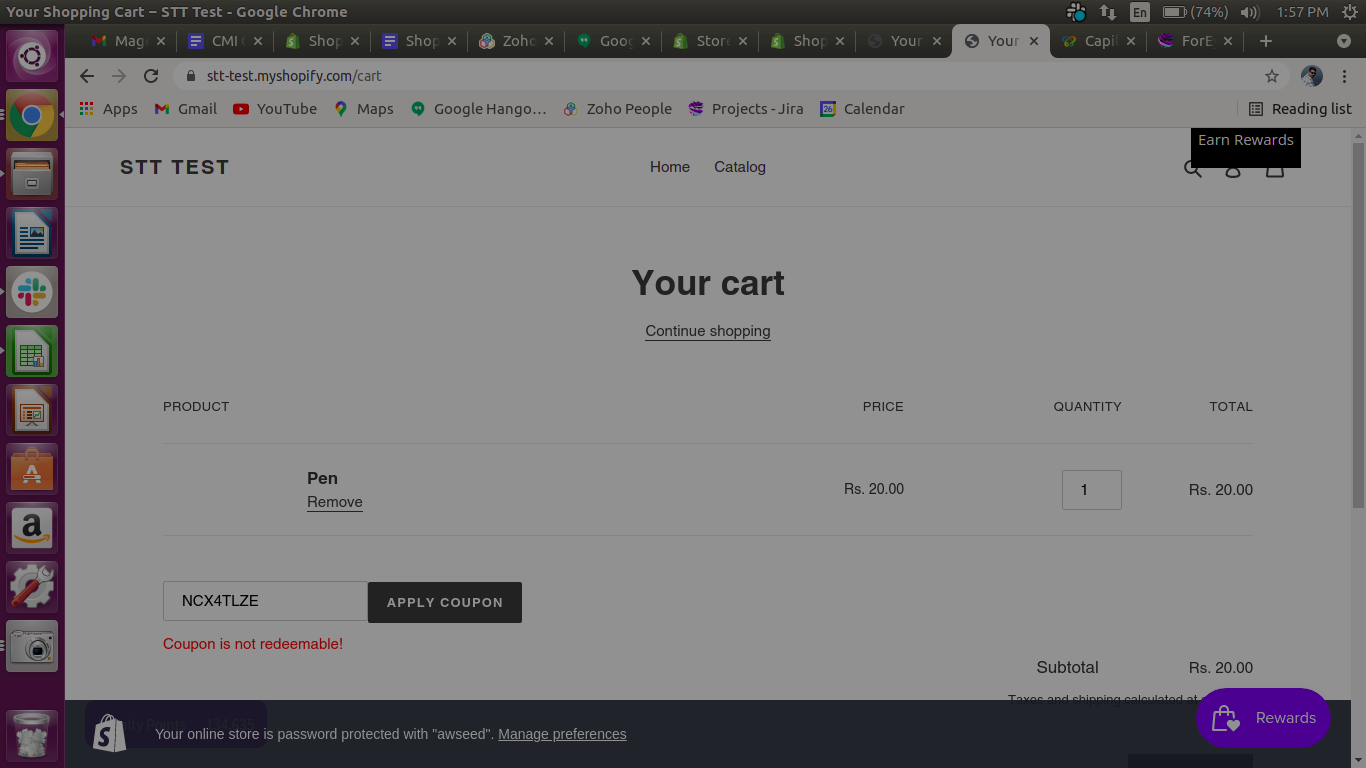 Your Shopping Cart – STT Test - Google Chrome
En (74%) 1:57 PM
Mag CMI C Shop Shop Zoho Goog Store Shop Your Your Capil ForE
stt-test.myshopify.com/cart
Apps Gmail YouTube Maps Google Hango... Zoho People Projects - Jira 26 Calendar Reading list
Earn Rewards
STT TEST Home Catalog
Your cart
Continue shopping
PRODUCT PRICE QUANTITY TOTAL
Pen
Remove
Rs. 20.00 1 Rs. 20.00
NCX4TLZE APPLY COUPON
Coupon is not redeemable!
Subtotal Rs. 20.00
Taxes and shipping calculated at
Points 134,635
Your online store is password protected with "awseed". Manage preferences
Rewards